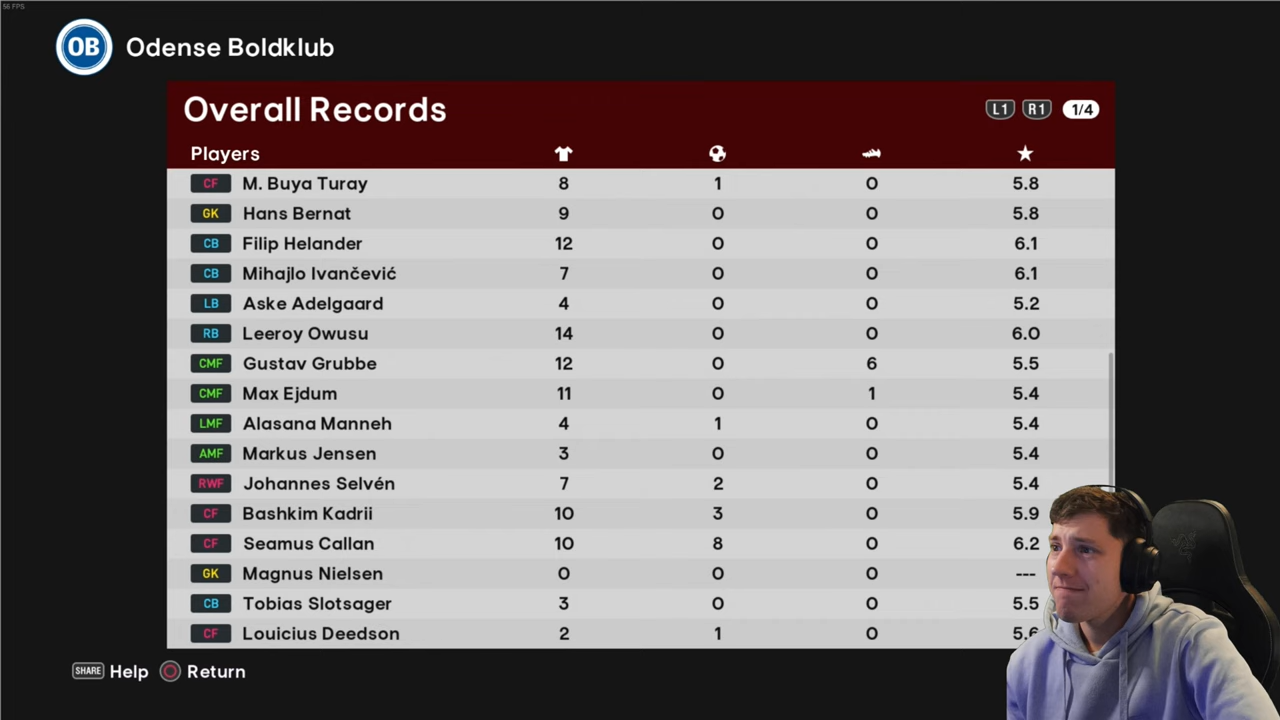 56 FPS
OB Odense Boldklub
Overall Records L1 R1 1/4
Players
CF M. Buya Turay 8 1 0 5.8
GK Hans Bernat 9 0 0 5.8
CB Filip Helander 12 0 0 6.1
CB Mihajlo Ivančević 7 0 0 6.1
LB Aske Adelgaard 4 0 0 5.2
RB Leeroy Owusu 14 0 0 6.0
CMF Gustav Grubbe 12 0 6 5.5
CMF Max Ejdum 11 0 1 5.4
LMF Alasana Manneh 4 1 0 5.4
AMF Markus Jensen 3 0 0 5.4
RWF Johannes Selvén 7 2 0 5.4
CF Bashkim Kadrii 10 3 0 5.9
CF Seamus Callan 10 8 0 6.2
GK Magnus Nielsen 0 0 0 ---
CB Tobias Slotsager 3 0 0 5.5
CF Louicius Deedson 2 1 0 5.6
SHARE Help Return